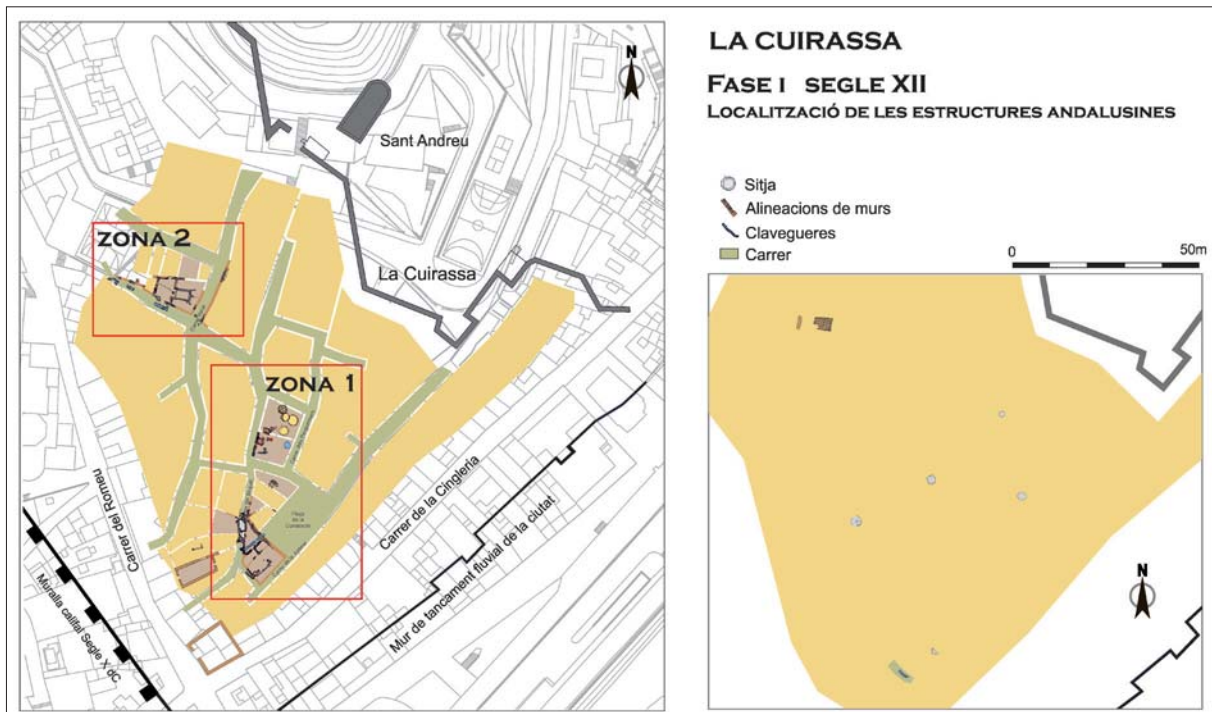 N
Sant Andreu
ZONA 2
La Cuirassa
ZONA 1
Carrer del Romeu
Carrer de la Cingleria
Mur de tancament fluvial de la ciutat
Muralla califal Segle X dC
LA CUIRASSA
FASE I SEGLE XII
LOCALITZACIÓ DE LES ESTRUCTURES ANDALUSINES
Sitja
Alineacions de murs
Clavegueres
Carrer
0 50m
N